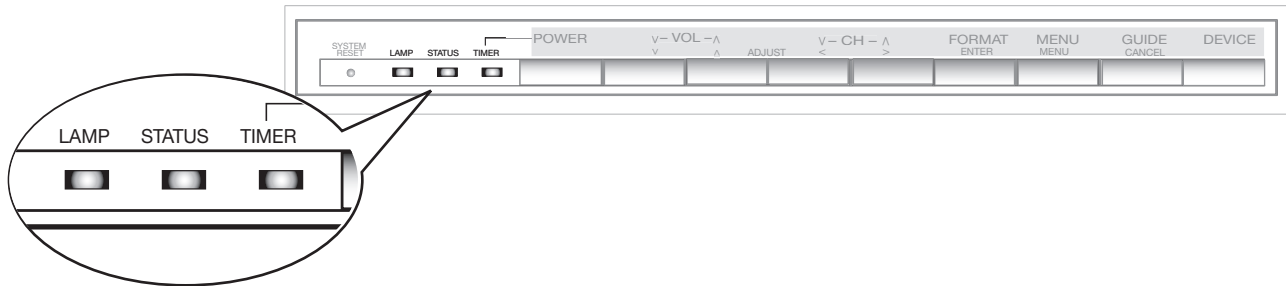 SYSTEM
RESET
LAMP STATUS TIMER
POWER
∨– VOL –∧
∨ ∧
ADJUST
∨– CH – ∧
< >
FORMAT
ENTER
MENU
MENU
GUIDE
CANCEL
DEVICE
LAMP STATUS TIMER